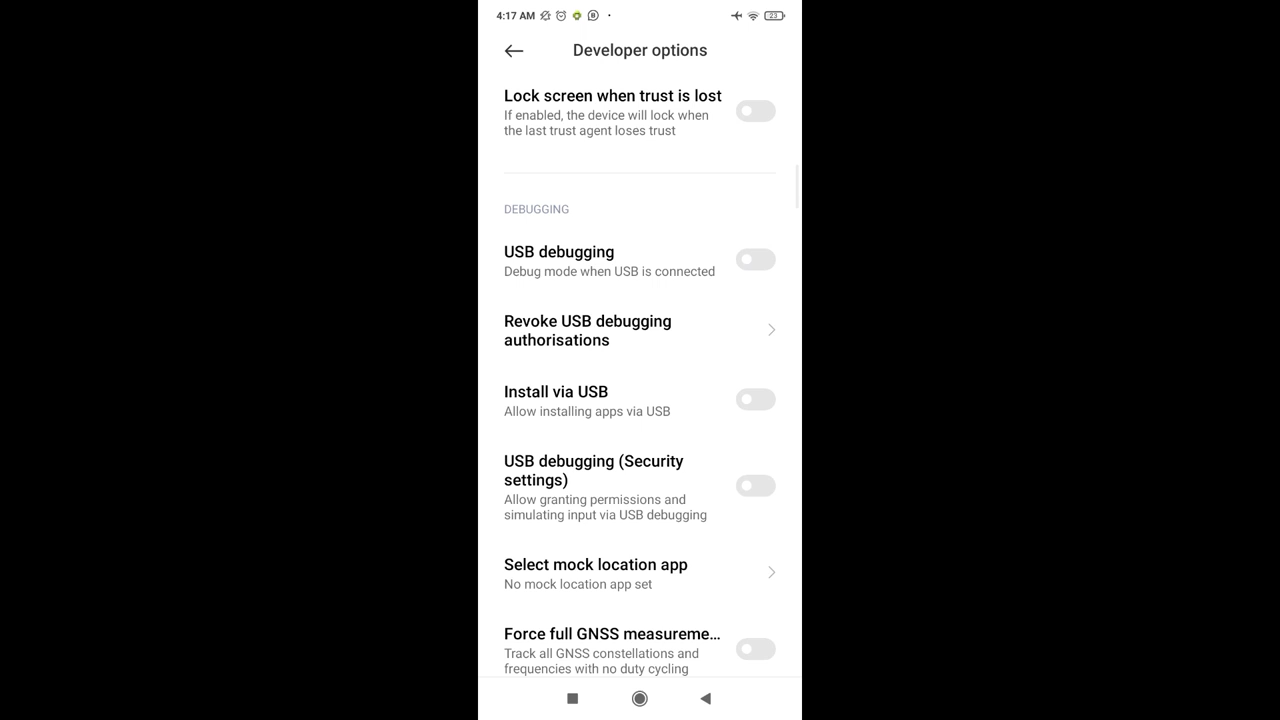 4:17 AM
23
Developer options
Lock screen when trust is lost
If enabled, the device will lock when
the last trust agent loses trust
DEBUGGING
USB debugging
Debug mode when USB is connected
Revoke USB debugging
authorisations
Install via USB
Allow installing apps via USB
USB debugging (Security
settings)
Allow granting permissions and
simulating input via USB debugging
Select mock location app
No mock location app set
Force full GNSS measureme...
Track all GNSS constellations and
frequencies with no duty cycling